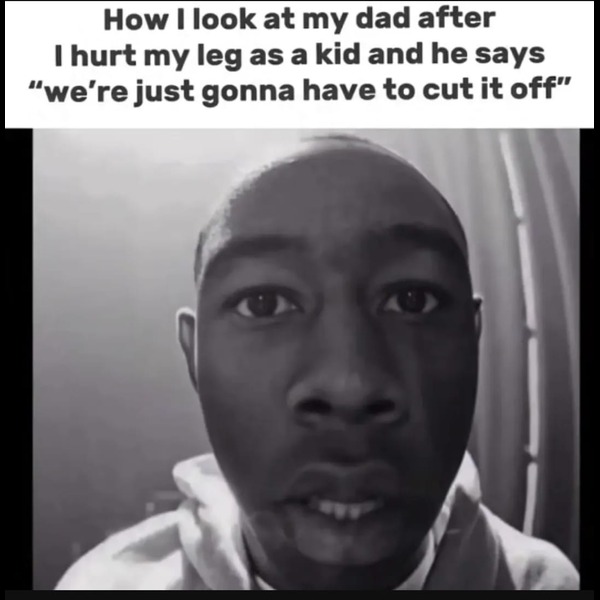 How I look at my dad after
I hurt my leg as a kid and he says
“we’re just gonna have to cut it off”